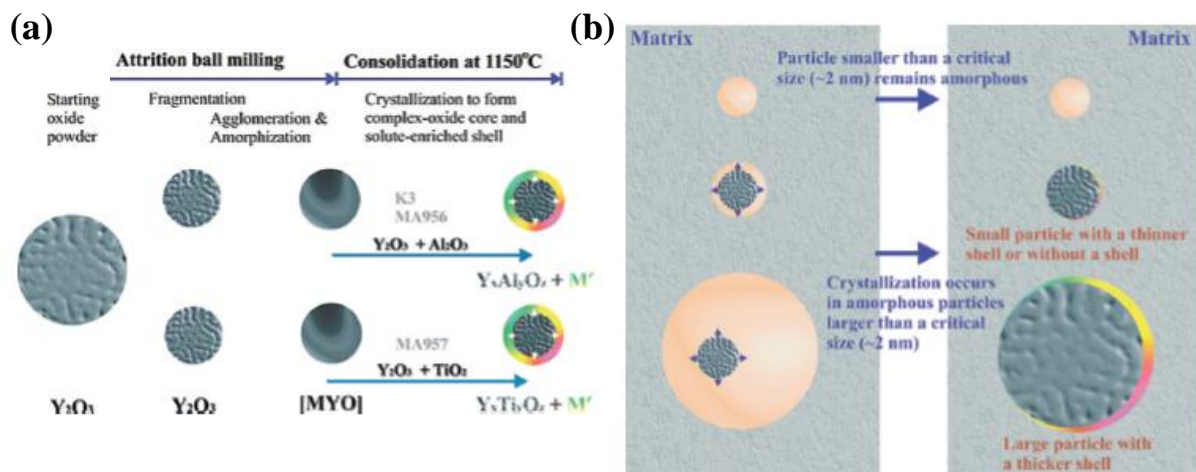 (a)
Attrition ball milling
Consolidation at 1150°C
Starting
oxide
powder
Fragmentation
Agglomeration &
Amorphization
Crystallization to form
complex-oxide core and
solute-enriched shell
K3
MA956
Y₂O₃ + Al₂O₃
YₓAlᵧO𝓏 + M'
MA957
Y₂O₃ + TiO₂
Y₂O₃
Y₂O₃
[MYO]
YₓTiᵧO𝓏 + M'
(b)
Matrix
Matrix
Particle smaller than a critical
size (~2 nm) remains amorphous
Small particle with a thinner
shell or without a shell
Crystallization occurs
in amorphous particles
larger than a critical
size (~2 nm)
Large particle with
a thicker shell